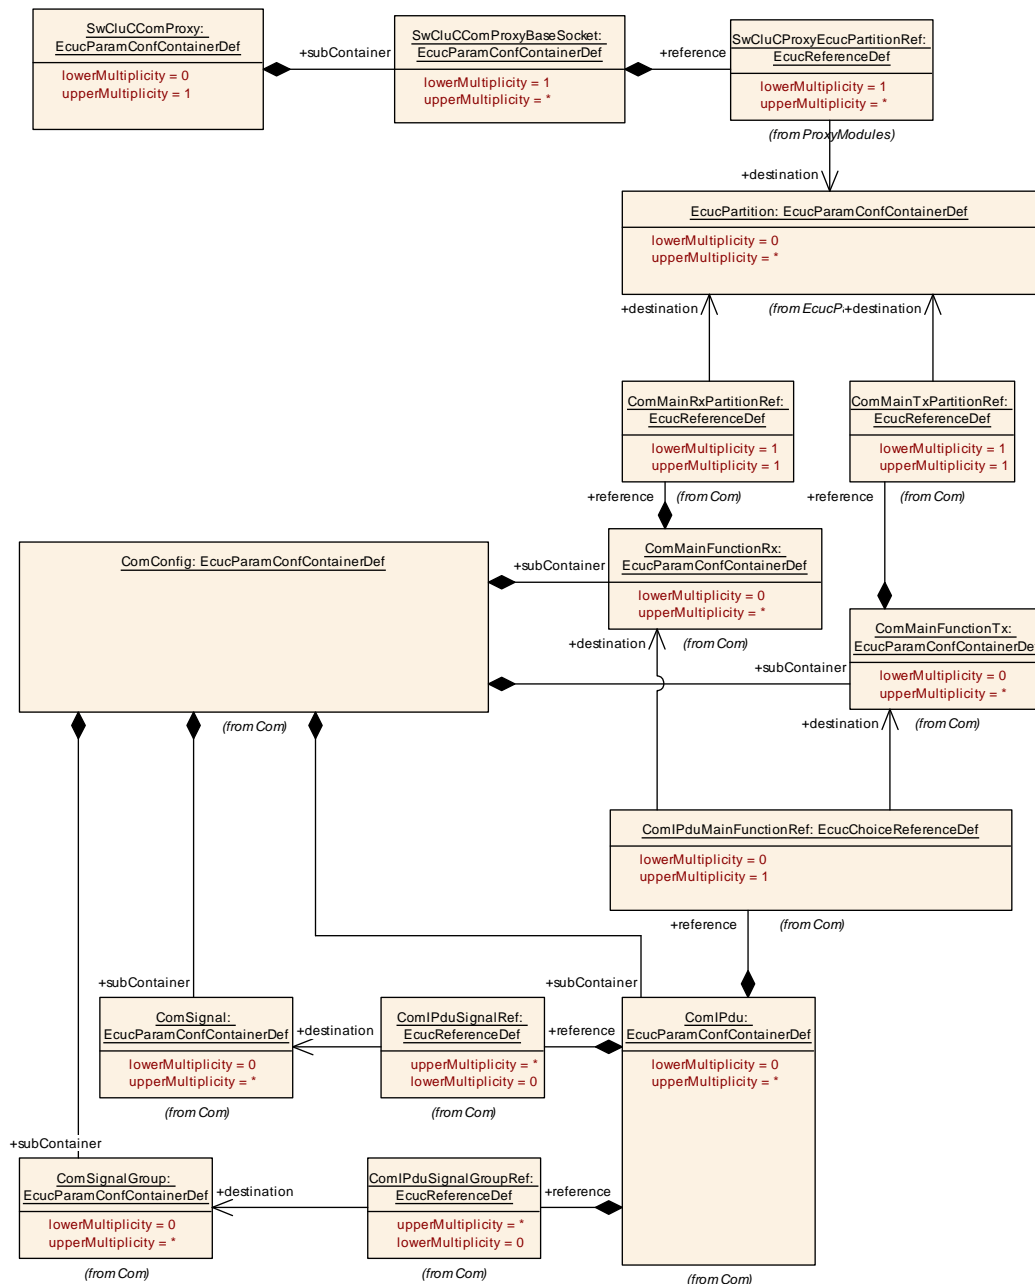 SwCluCComProxy:
EcucParamConfContainerDef
lowerMultiplicity = 0
upperMultiplicity = 1
+subContainer
SwCluCComProxyBaseSocket:
EcucParamConfContainerDef
lowerMultiplicity = 1
upperMultiplicity = *
+reference
SwCluCProxyEcucPartitionRef:
EcucReferenceDef
lowerMultiplicity = 1
upperMultiplicity = *
(from ProxyModules)
+destination
EcucPartition: EcucParamConfContainerDef
lowerMultiplicity = 0
upperMultiplicity = *
+destination
(from EcucP
+destination
ComMainRxPartitionRef:
EcucReferenceDef
lowerMultiplicity = 1
upperMultiplicity = 1
+reference
(from Com)
ComMainTxPartitionRef:
EcucReferenceDef
lowerMultiplicity = 1
upperMultiplicity = 1
+reference
(from Com)
ComConfig: EcucParamConfContainerDef
(from Com)
+subContainer
ComMainFunctionRx:
EcucParamConfContainerDef
lowerMultiplicity = 0
upperMultiplicity = *
+destination
(from Com)
+subContainer
ComMainFunctionTx:
EcucParamConfContainerDef
lowerMultiplicity = 0
upperMultiplicity = *
+destination
(from Com)
ComIPduMainFunctionRef: EcucChoiceReferenceDef
lowerMultiplicity = 0
upperMultiplicity = 1
+reference
(from Com)
+subContainer
ComSignal:
EcucParamConfContainerDef
lowerMultiplicity = 0
upperMultiplicity = *
(from Com)
+destination
ComIPduSignalRef:
EcucReferenceDef
upperMultiplicity = *
lowerMultiplicity = 0
(from Com)
+reference
+subContainer
ComIPdu:
EcucParamConfContainerDef
lowerMultiplicity = 0
upperMultiplicity = *
(from Com)
+subContainer
ComSignalGroup:
EcucParamConfContainerDef
lowerMultiplicity = 0
upperMultiplicity = *
(from Com)
+destination
ComIPduSignalGroupRef:
EcucReferenceDef
upperMultiplicity = *
lowerMultiplicity = 0
(from Com)
+reference